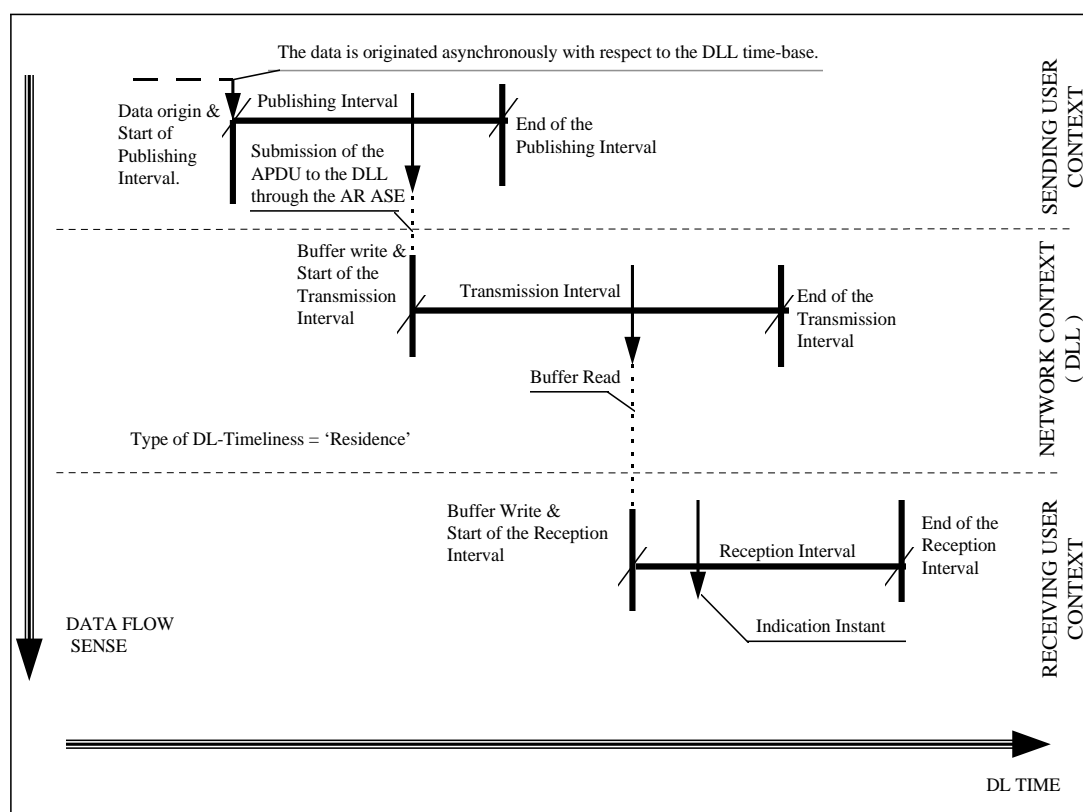 The data is originated asynchronously with respect to the DLL time-base.
Data origin &
Start of
Publishing
Interval.
Publishing Interval
End of the
Publishing Interval
Submission of the
APDU to the DLL
through the AR ASE
SENDING USER
CONTEXT
Buffer write &
Start of the
Transmission
Interval
Transmission Interval
End of the
Transmission
Interval
Buffer Read
Type of DL-Timeliness = ‘Residence’
NETWORK CONTEXT
( DLL )
Buffer Write &
Start of the Reception
Interval
Reception Interval
End of the
Reception
Interval
Indication Instant
RECEIVING USER
CONTEXT
DATA FLOW
SENSE
DL TIME